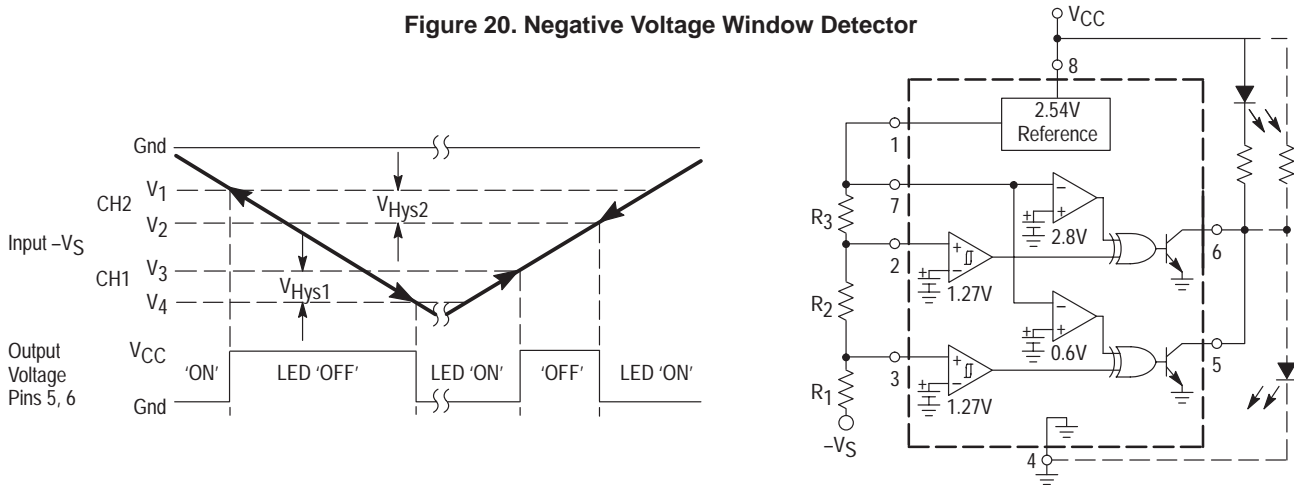 Figure 20. Negative Voltage Window Detector
Gnd
CH2
V1
V2
VHys2
Input –VS
CH1
V3
V4
VHys1
Output
Voltage
Pins 5, 6
VCC
Gnd
'ON'
LED 'OFF'
LED 'ON'
'OFF'
LED 'ON'
VCC
8
2.54V
Reference
1
7
R3
–
+
2.8V
6
2
+
–
1.27V
R2
–
+
0.6V
5
3
+
–
1.27V
R1
–VS
4